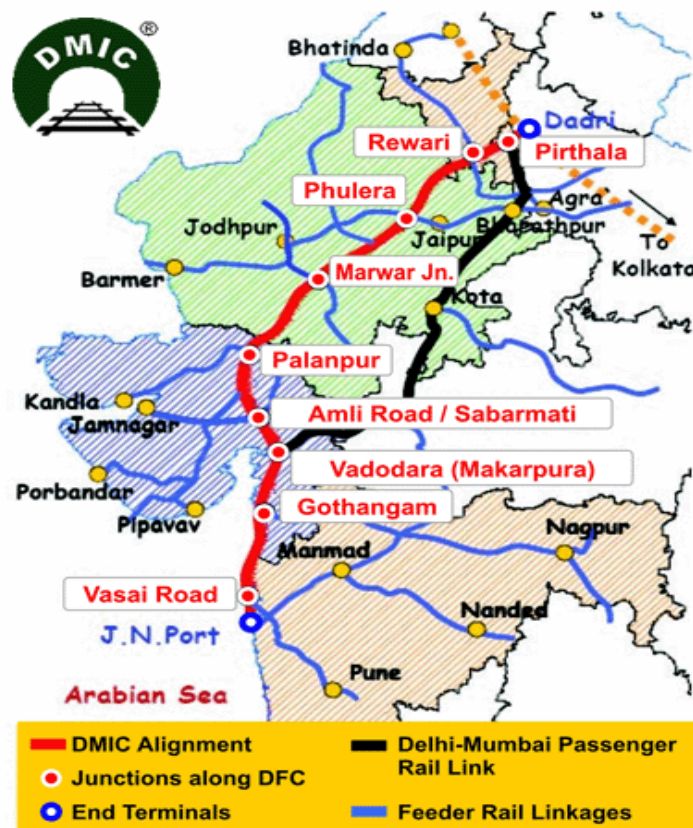 DMIC
®
Bhatinda
Dadri
Rewari
Pirthala
Phulera
Agra
Jodhpur
Jaipur
Bharathpur
To
Kolkata
Barmer
Marwar Jn.
Kota
Palanpur
Kandla
Jamnagar
Amli Road / Sabarmati
Porbandar
Vadodara (Makarpura)
Pipavav
Gothangam
Nagpur
Manmad
Vasai Road
Nanded
J.N.Port
Pune
Arabian Sea
DMIC Alignment
Junctions along DFC
End Terminals
Delhi-Mumbai Passenger
Rail Link
Feeder Rail Linkages